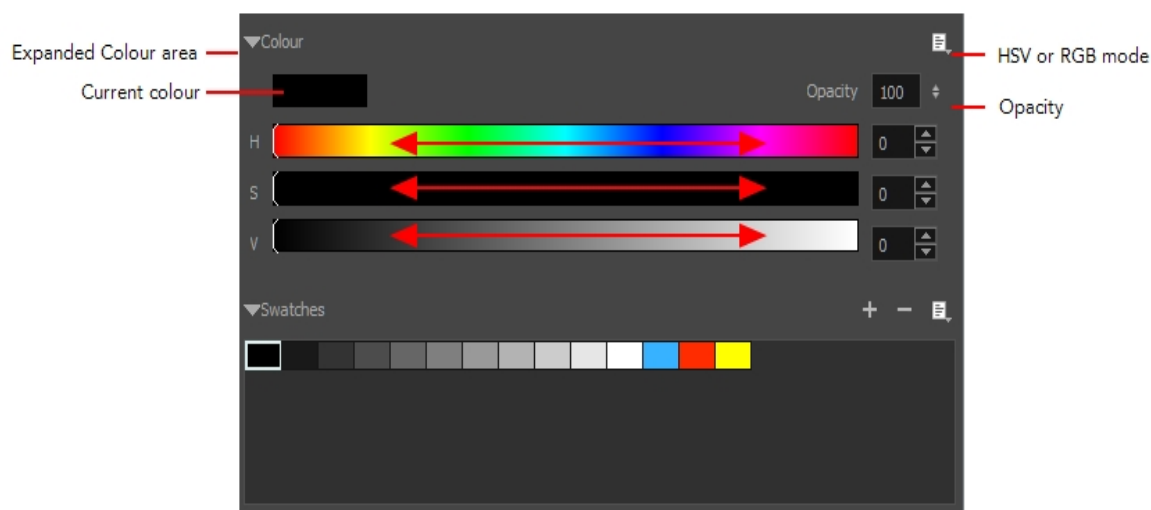 Expanded Colour area
Colour
HSV or RGB mode
Current colour
Opacity 100
Opacity
H 0
S 0
V 0
Swatches + −